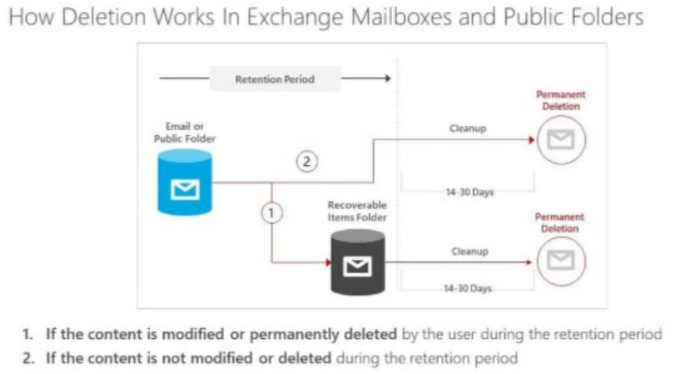 How Deletion Works In Exchange Mailboxes and Public Folders
Retention Period
Permanent
Deletion
Email or
Public Folder
Cleanup
2
14-30 Days
1
Recoverable
Items Folder
Permanent
Deletion
Cleanup
14-30 Days
1. If the content is modified or permanently deleted by the user during the retention period
2. If the content is not modified or deleted during the retention period